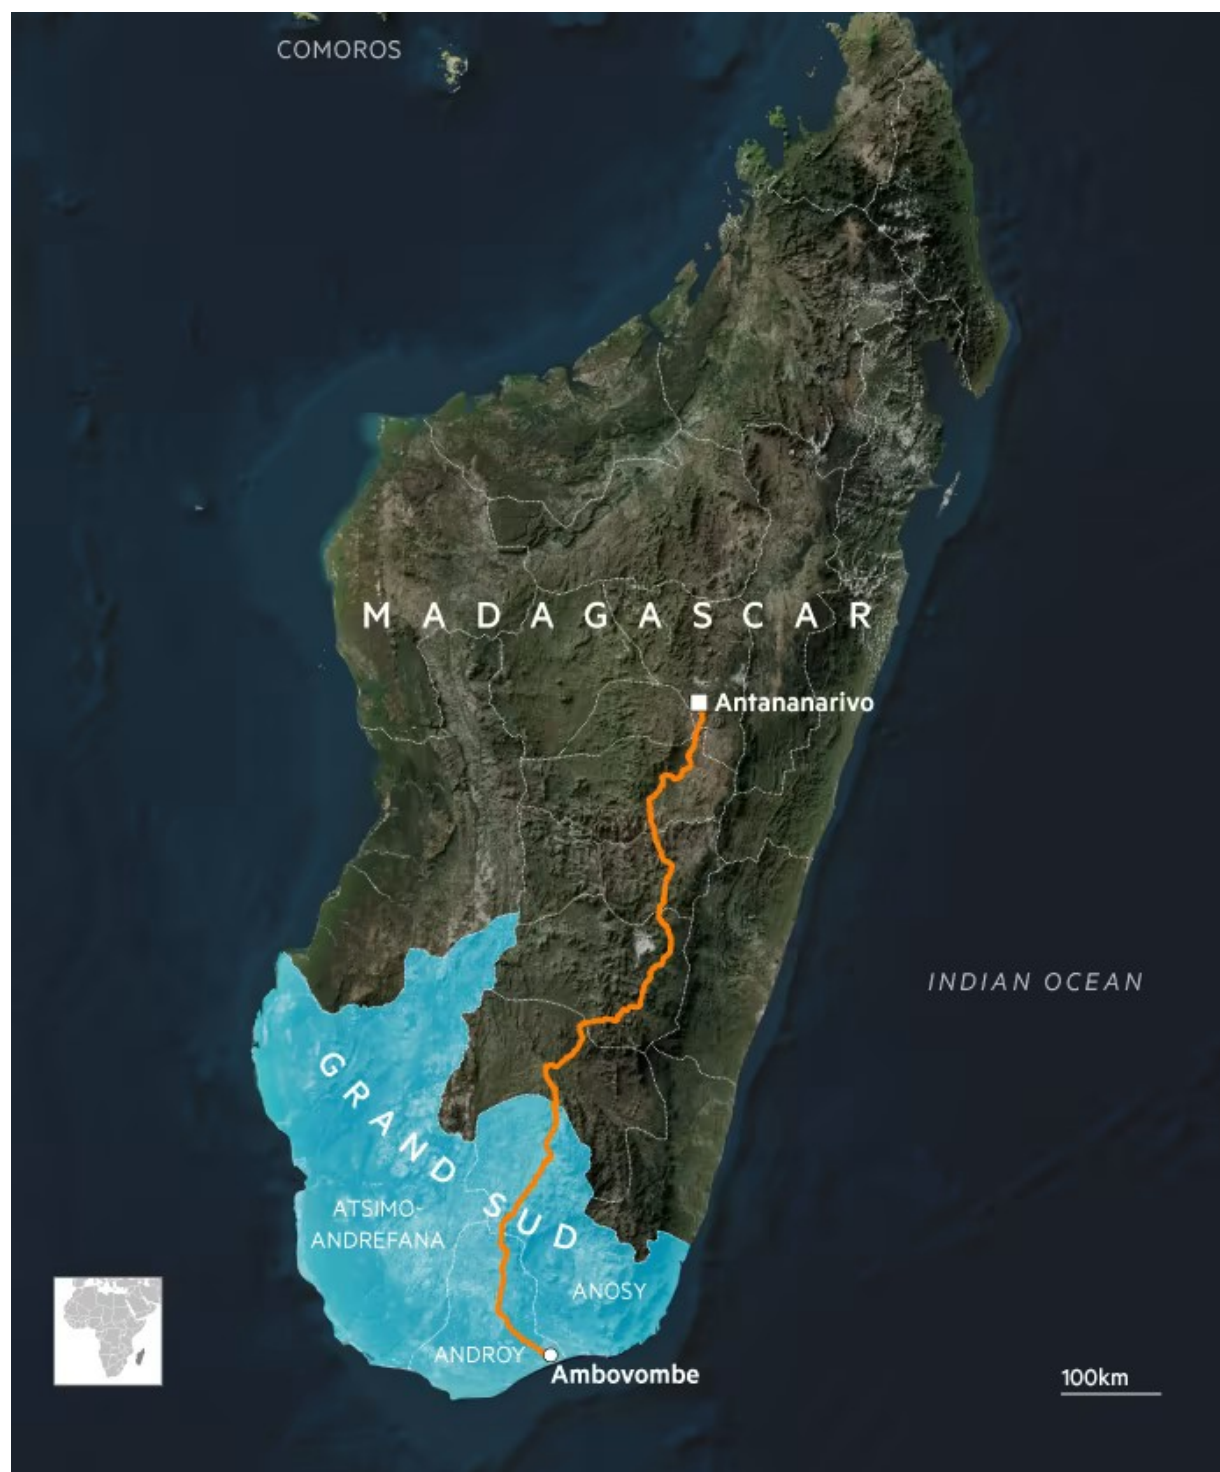 COMOROS
MADAGASCAR
Antananarivo
INDIAN OCEAN
GRAND SUD
ATSIMO-
ANDREFANA
ANOSY
ANDROY
Ambovombe
100km